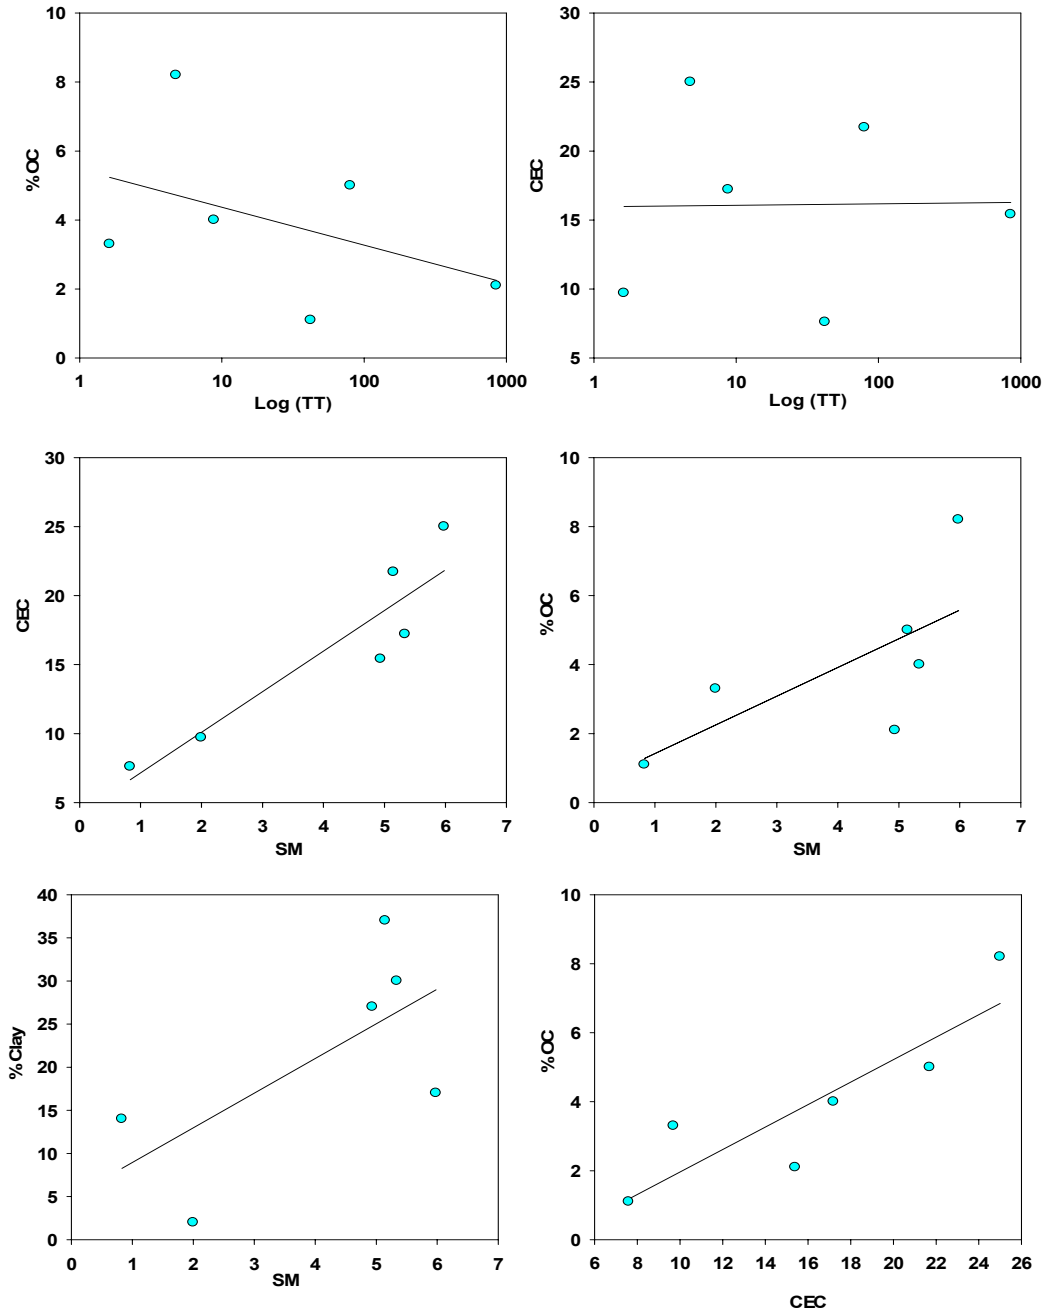 10 30
8 25
%OC 6 CEC 20
4 15
2 10
0 5
1 10 100 1000 1 10 100 1000
Log (TT) Log (TT)
30 10
25 8
CEC 20 %OC 6
15 4
10 2
5 0
0 1 2 3 4 5 6 7 0 1 2 3 4 5 6 7
SM SM
40 10
35 8
30
%Clay 25 %OC 6
20
15 4
10 2
5
0 0
0 1 2 3 4 5 6 7 6 8 10 12 14 16 18 20 22 24 26
SM CEC